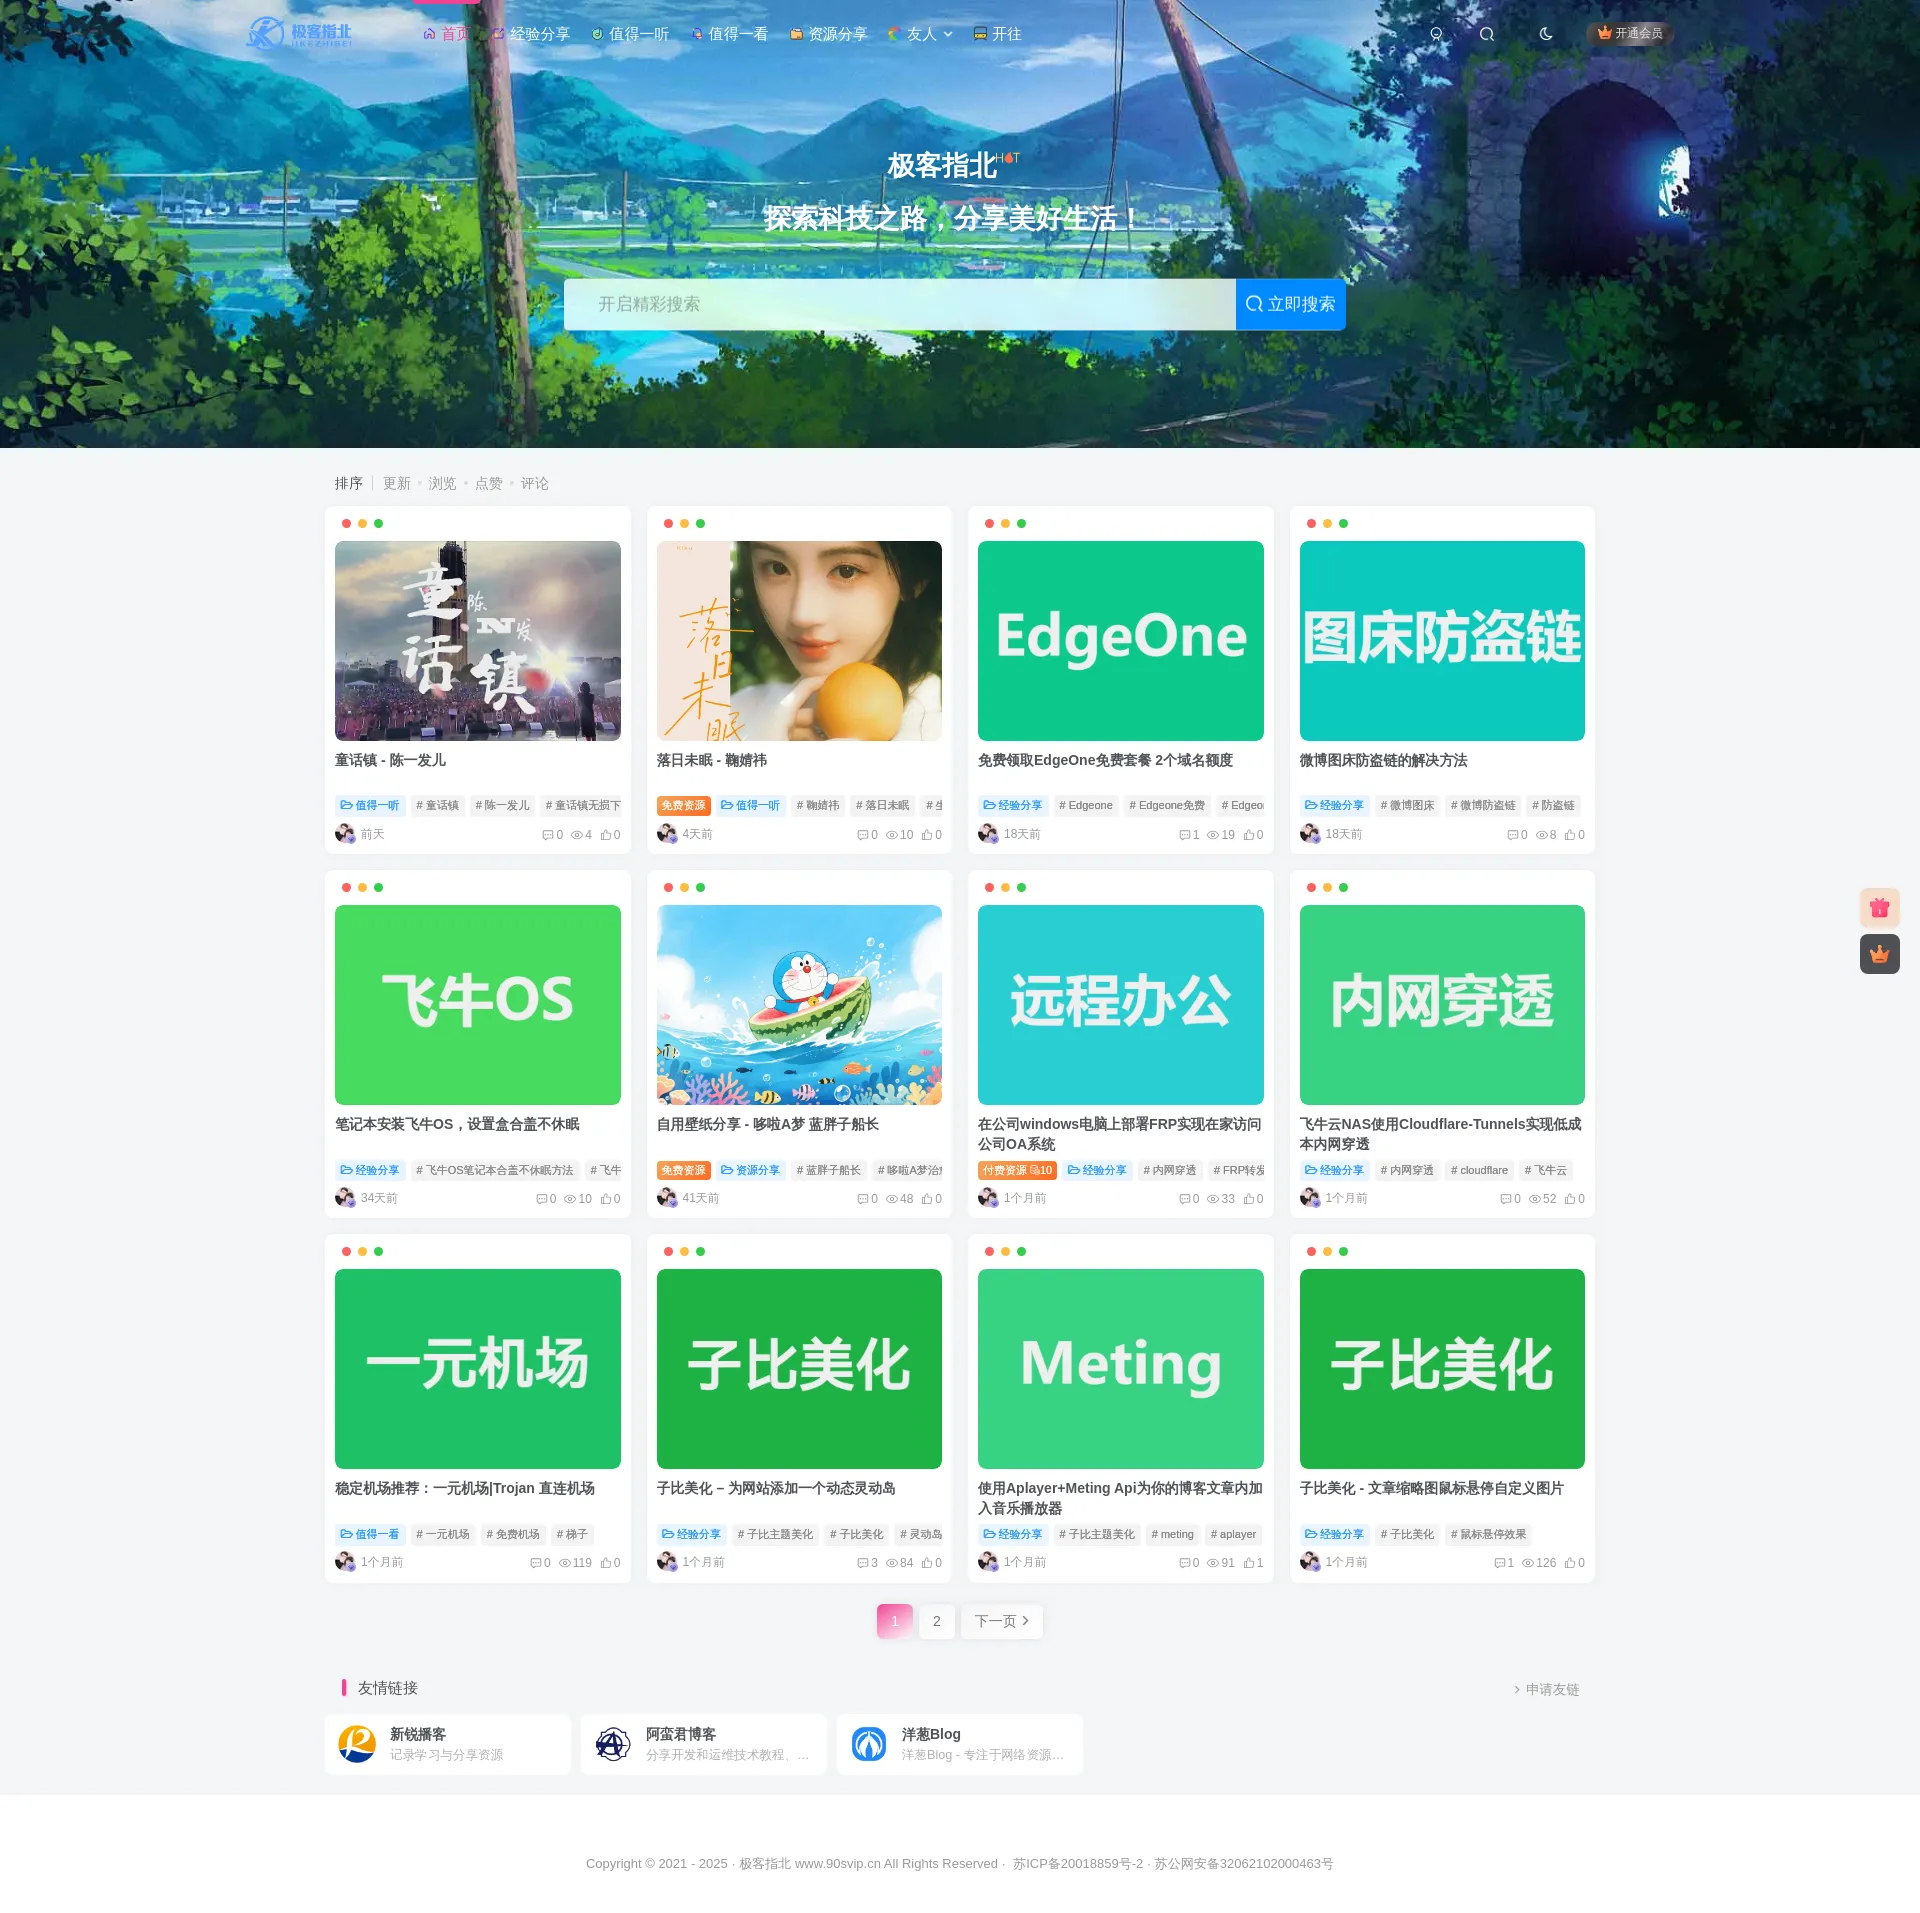 极客指北
JIKEZHIBEI
首页 经验分享 值得一听 值得一看 资源分享 友人 开往
开通会员
极客指北HOT
探索科技之路，分享美好生活！
开启精彩搜索
立即搜索
排序 更新 浏览 点赞 评论
童话镇 陈一发
童话镇 - 陈一发儿
值得一听 # 童话镇 # 陈一发儿 # 童话镇无损下
前天 0 4 0
落日未眠
落日未眠 - 鞠婧祎
免费资源 值得一听 # 鞠婧祎 # 落日未眠 #
4天前 0 10 0
EdgeOne
免费领取EdgeOne免费套餐 2个域名额度
经验分享 # Edgeone # Edgeone免费 # Edgeo
18天前 1 19 0
图床防盗链
微博图床防盗链的解决方法
经验分享 # 微博图床 # 微博防盗链 # 防盗链
18天前 0 8 0
飞牛OS
笔记本安装飞牛OS，设置盒合盖不休眠
经验分享 # 飞牛OS笔记本合盖不休眠方法 # 飞牛
34天前 0 10 0
自用壁纸分享 - 哆啦A梦 蓝胖子船长
免费资源 资源分享 # 蓝胖子船长 # 哆啦A梦治
41天前 0 48 0
远程办公
在公司windows电脑上部署FRP实现在家访问
公司OA系统
付费资源 10 经验分享 # 内网穿透 # FRP转发
1个月前 0 33 0
内网穿透
飞牛云NAS使用Cloudflare-Tunnels实现低成
本内网穿透
经验分享 # 内网穿透 # cloudflare # 飞牛云
1个月前 0 52 0
一元机场
稳定机场推荐：一元机场|Trojan 直连机场
值得一看 # 一元机场 # 免费机场 # 梯子
1个月前 0 119 0
子比美化
子比美化 – 为网站添加一个动态灵动岛
经验分享 # 子比主题美化 # 子比美化 # 灵动岛
1个月前 3 84 0
Meting
使用Aplayer+Meting Api为你的博客文章内加
入音乐播放器
经验分享 # 子比主题美化 # meting # aplayer
1个月前 0 91 1
子比美化
子比美化 - 文章缩略图鼠标悬停自定义图片
经验分享 # 子比美化 # 鼠标悬停效果
1个月前 1 126 0
1 2 下一页
友情链接
申请友链
新锐播客
记录学习与分享资源
阿蛮君博客
分享开发和运维技术教程、…
洋葱Blog
洋葱Blog - 专注于网络资源…
Copyright © 2021 - 2025 · 极客指北 www.90svip.cn All Rights Reserved · 苏ICP备20018859号-2 · 苏公网安备32062102000463号